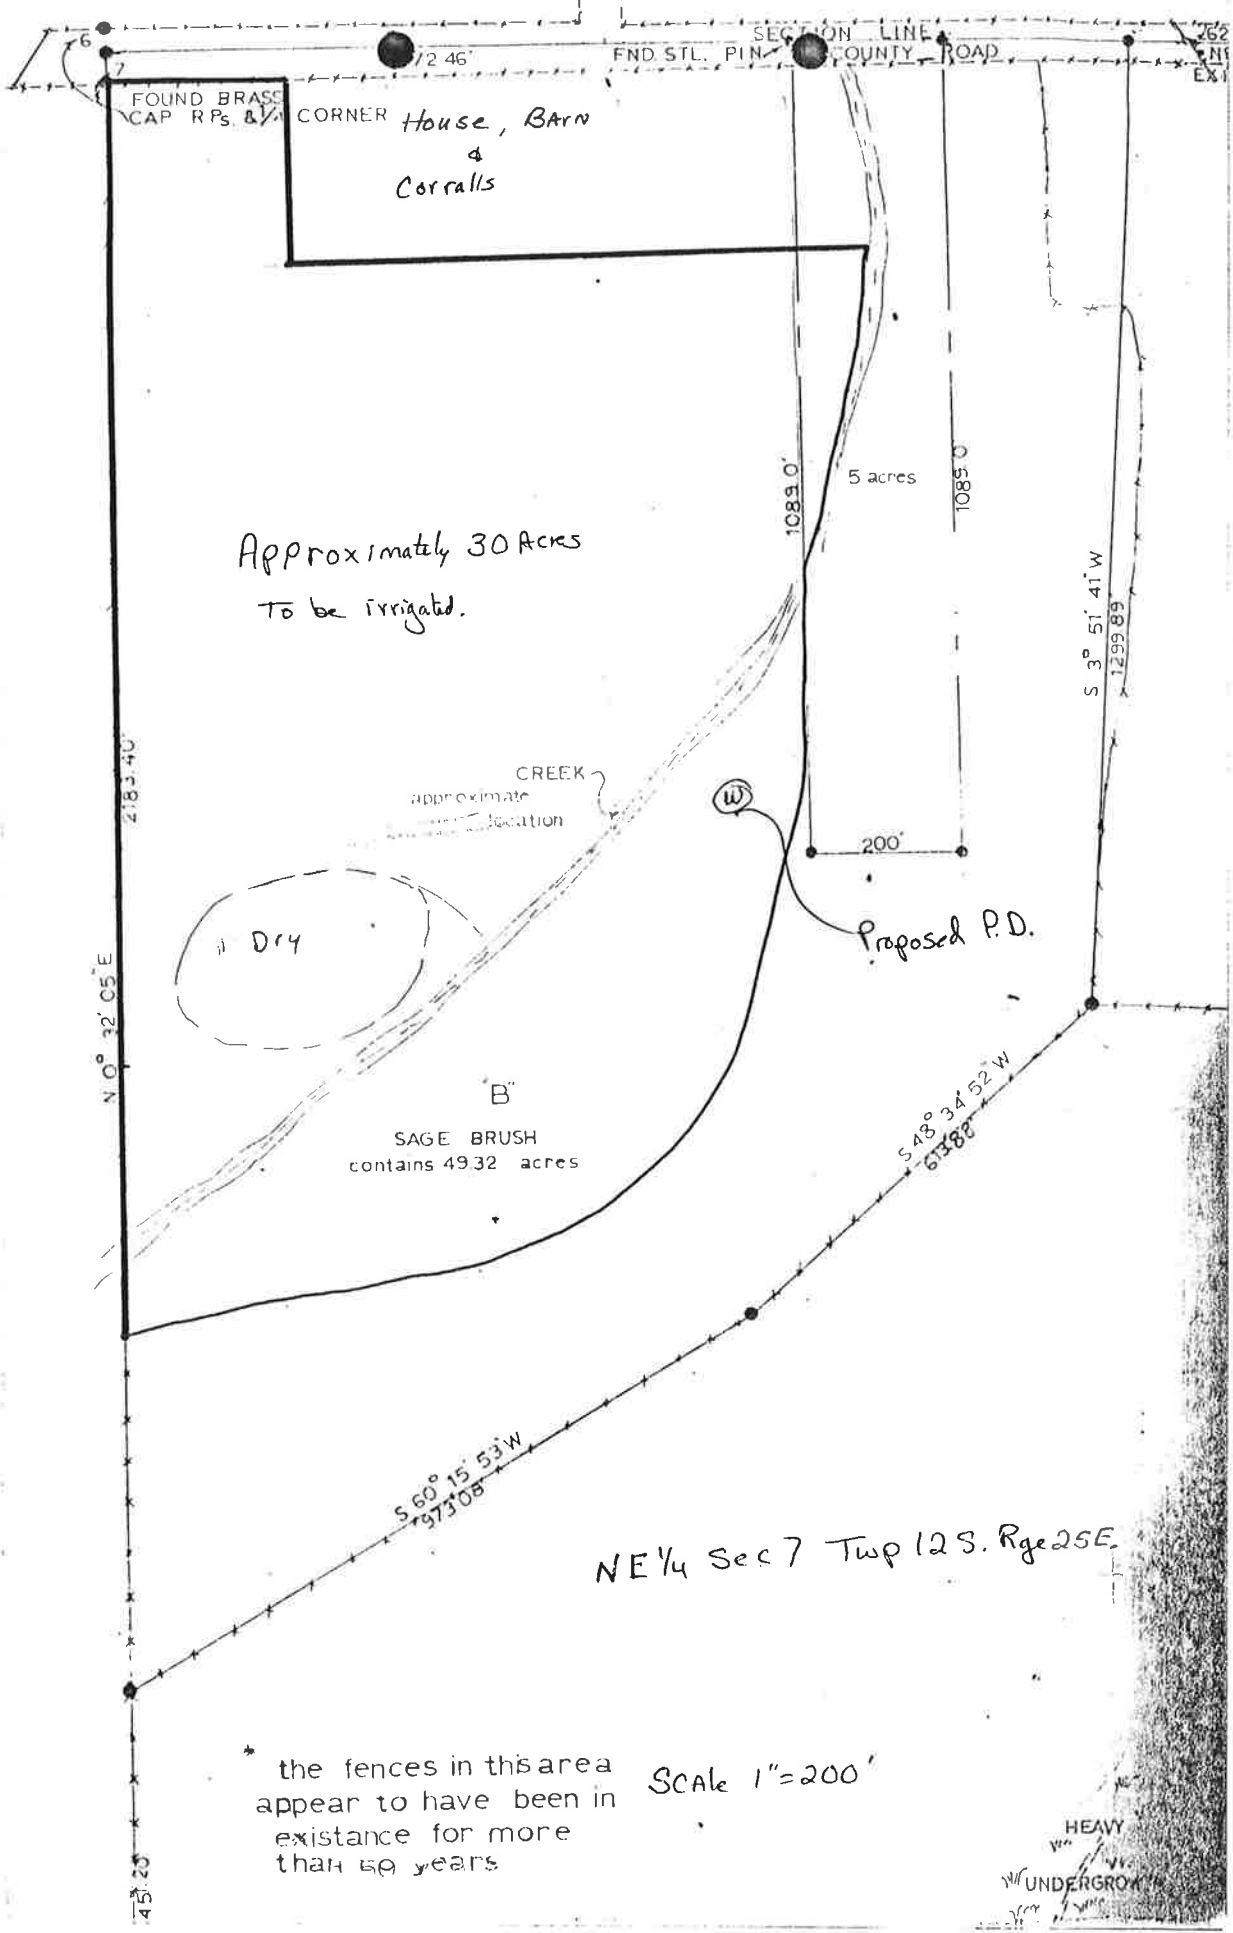 SECTION LINE
6
7
2 46'
FND. STL. PIN
COUNTY ROAD
262
EXI
FOUND BRASS
CAP R Ps. & 1/4 CORNER
House, BArn
&
Corralls
1089.0'
5 acres
1089.0'
Approximately 30 Acres
To be irrigated.
S 3° 51' 41" W
1299.89'
2183.40'
CREEK
approximate
location
W
200'
Dry
Proposed P.D.
N 0° 32' 05" E
"B"
SAGE BRUSH
contains 49.32 acres
S 48° 34' 52" W
613.88'
S 60° 15' 53" W
973.08'
NE 1/4 Sec 7 Twp 12 S. Rge 25E.
* the fences in this area
appear to have been in
existance for more
than years
SCAle 1"=200'
HEAVY
451.20